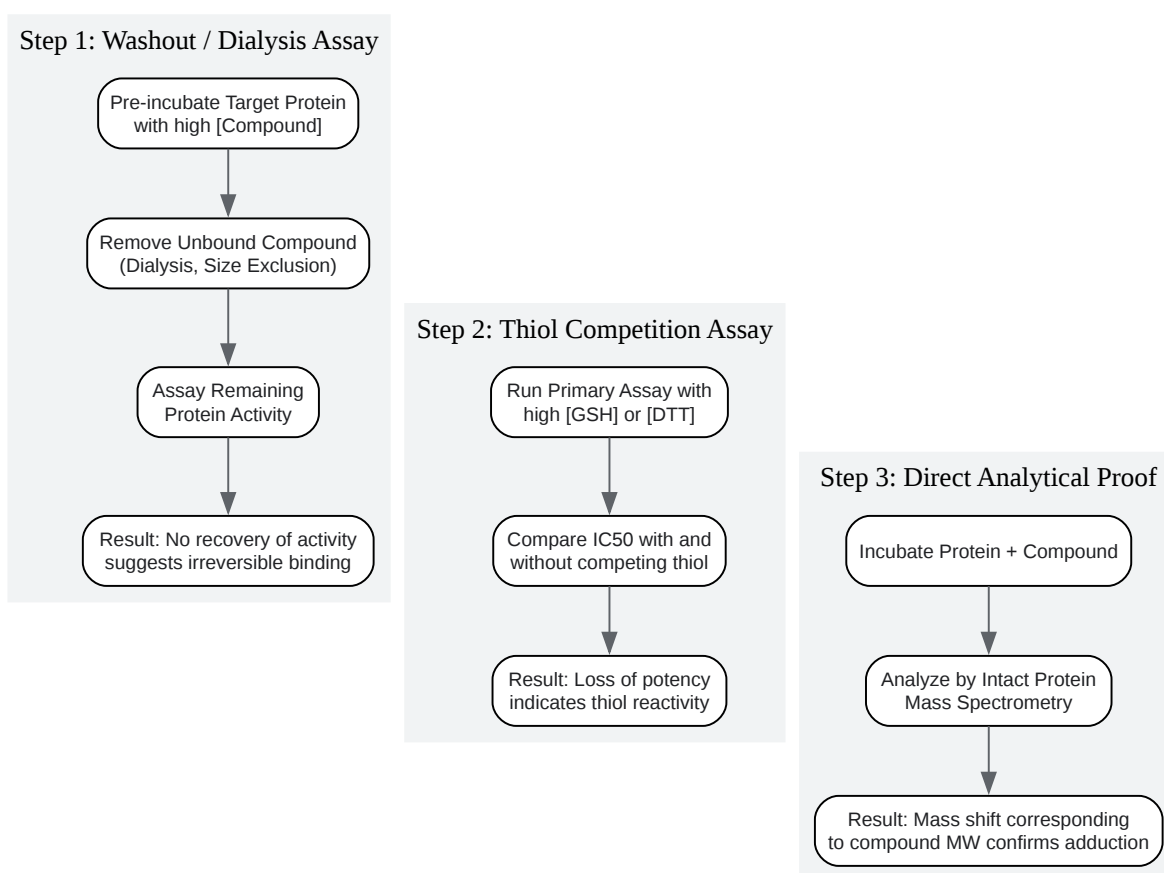 Step 1: Washout / Dialysis Assay
Pre-incubate Target Protein
with high [Compound]
Remove Unbound Compound
(Dialysis, Size Exclusion)
Assay Remaining
Protein Activity
Result: No recovery of activity
suggests irreversible binding
Step 2: Thiol Competition Assay
Run Primary Assay with
high [GSH] or [DTT]
Compare IC50 with and
without competing thiol
Result: Loss of potency
indicates thiol reactivity
Step 3: Direct Analytical Proof
Incubate Protein + Compound
Analyze by Intact Protein
Mass Spectrometry
Result: Mass shift corresponding
to compound MW confirms adduction